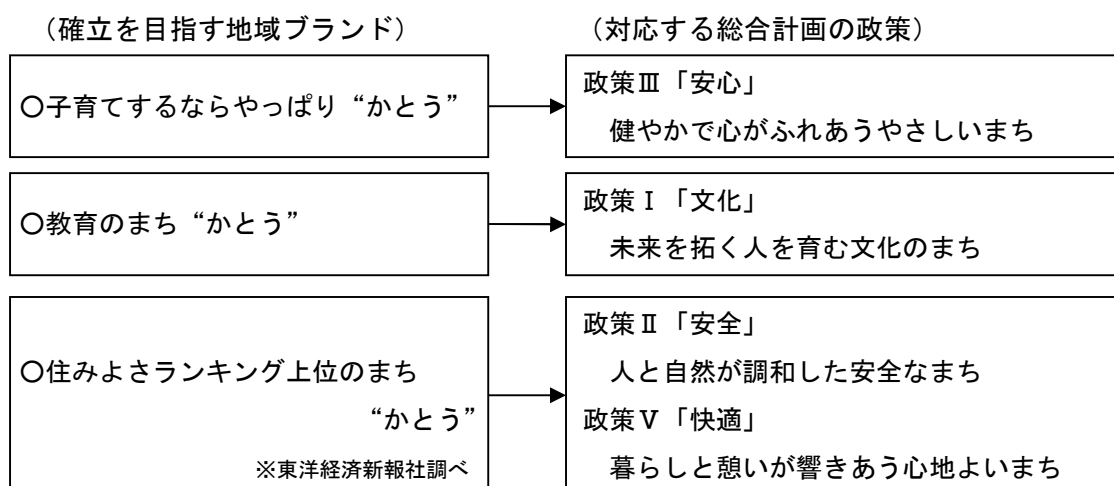 （確立を目指す地域ブランド）
（対応する総合計画の政策）
〇子育てするならやっぱり“かとう”
政策Ⅲ「安心」
健やかで心がふれあうやさしいまち
〇教育のまち“かとう”
政策Ⅰ「文化」
未来を拓く人を育む文化のまち
〇住みよさランキング上位のまち
“かとう”
※東洋経済新報社調べ
政策Ⅱ「安全」
人と自然が調和した安全なまち
政策Ⅴ「快適」
暮らしと憩いが響きあう心地よいまち